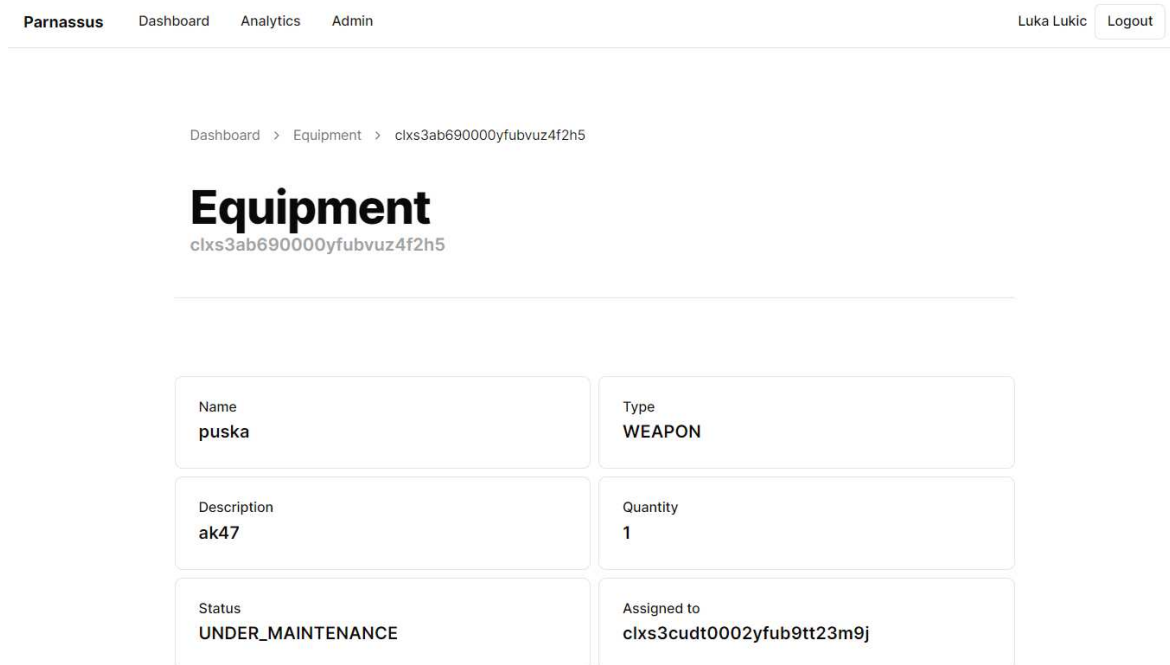 Parnassus Dashboard Analytics Admin Luka Lukic Logout
Dashboard > Equipment > clxs3ab690000yfubvuz4f2h5
Equipment
clxs3ab690000yfubvuz4f2h5
Name
puska
Type
WEAPON
Description
ak47
Quantity
1
Status
UNDER_MAINTENANCE
Assigned to
clxs3cudt0002yfub9tt23m9j